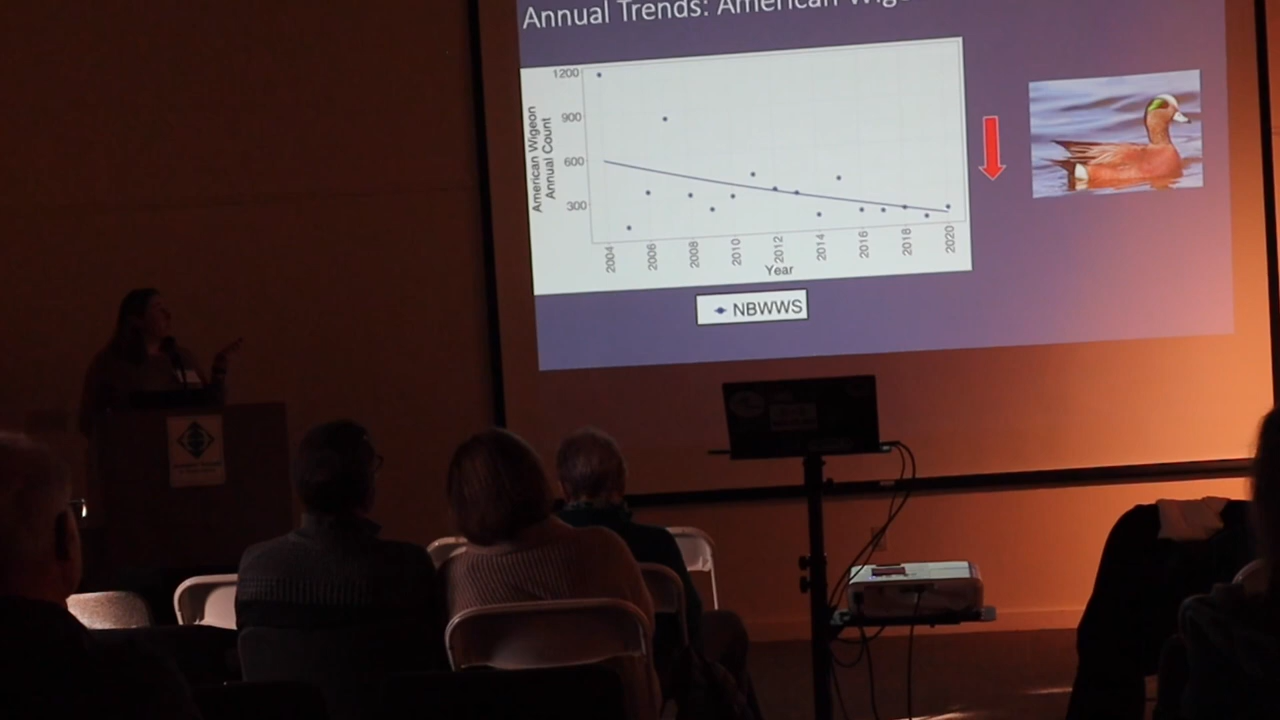 Annual Trends: American Wigeon
1200
900
600
300
American Wigeon
Annual Count
2004
2006
2008
2010
2012
2014
2016
2018
2020
Year
NBWWS